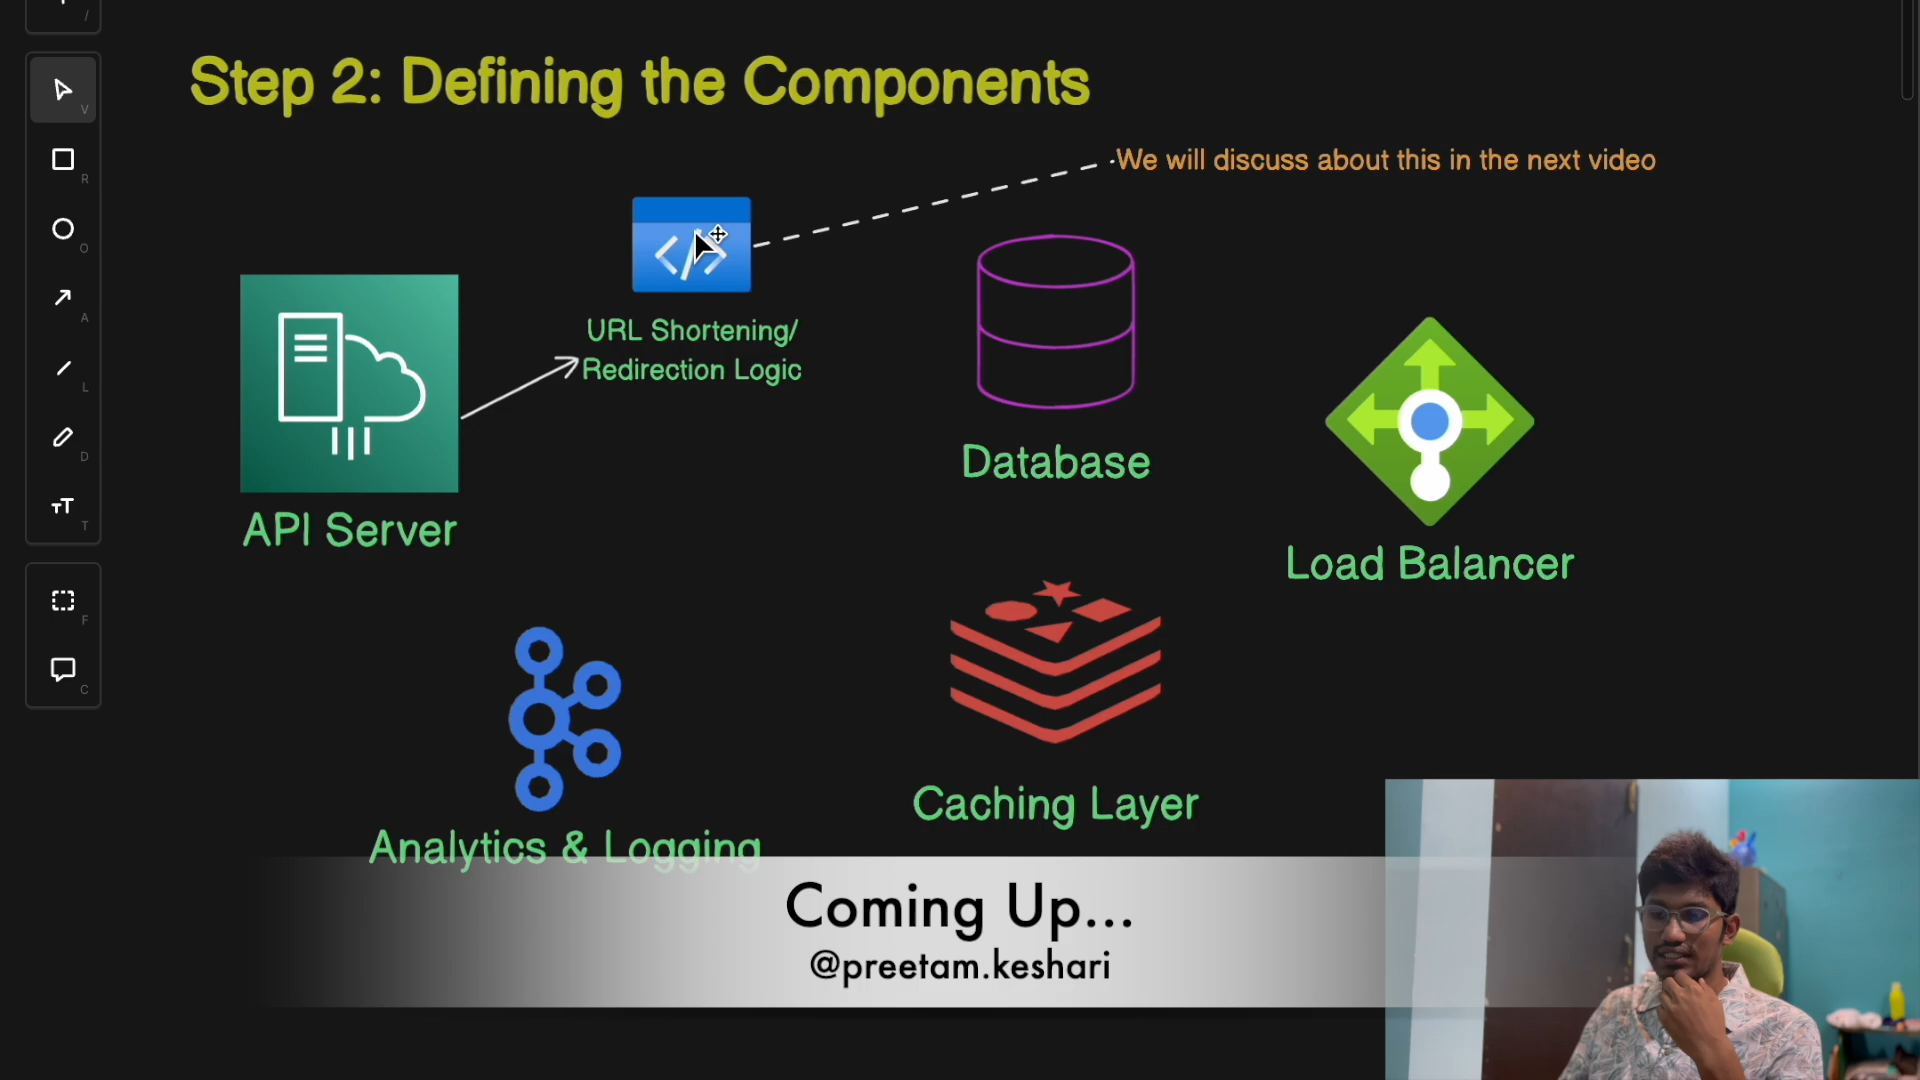 /
Step 2: Defining the Components
V
We will discuss about this in the next video
R
O
</>
A
URL Shortening/
Redirection Logic
L
D
Database
T
API Server
Load Balancer
F
C
Caching Layer
Analytics & Logging
Coming Up...
@preetam.keshari